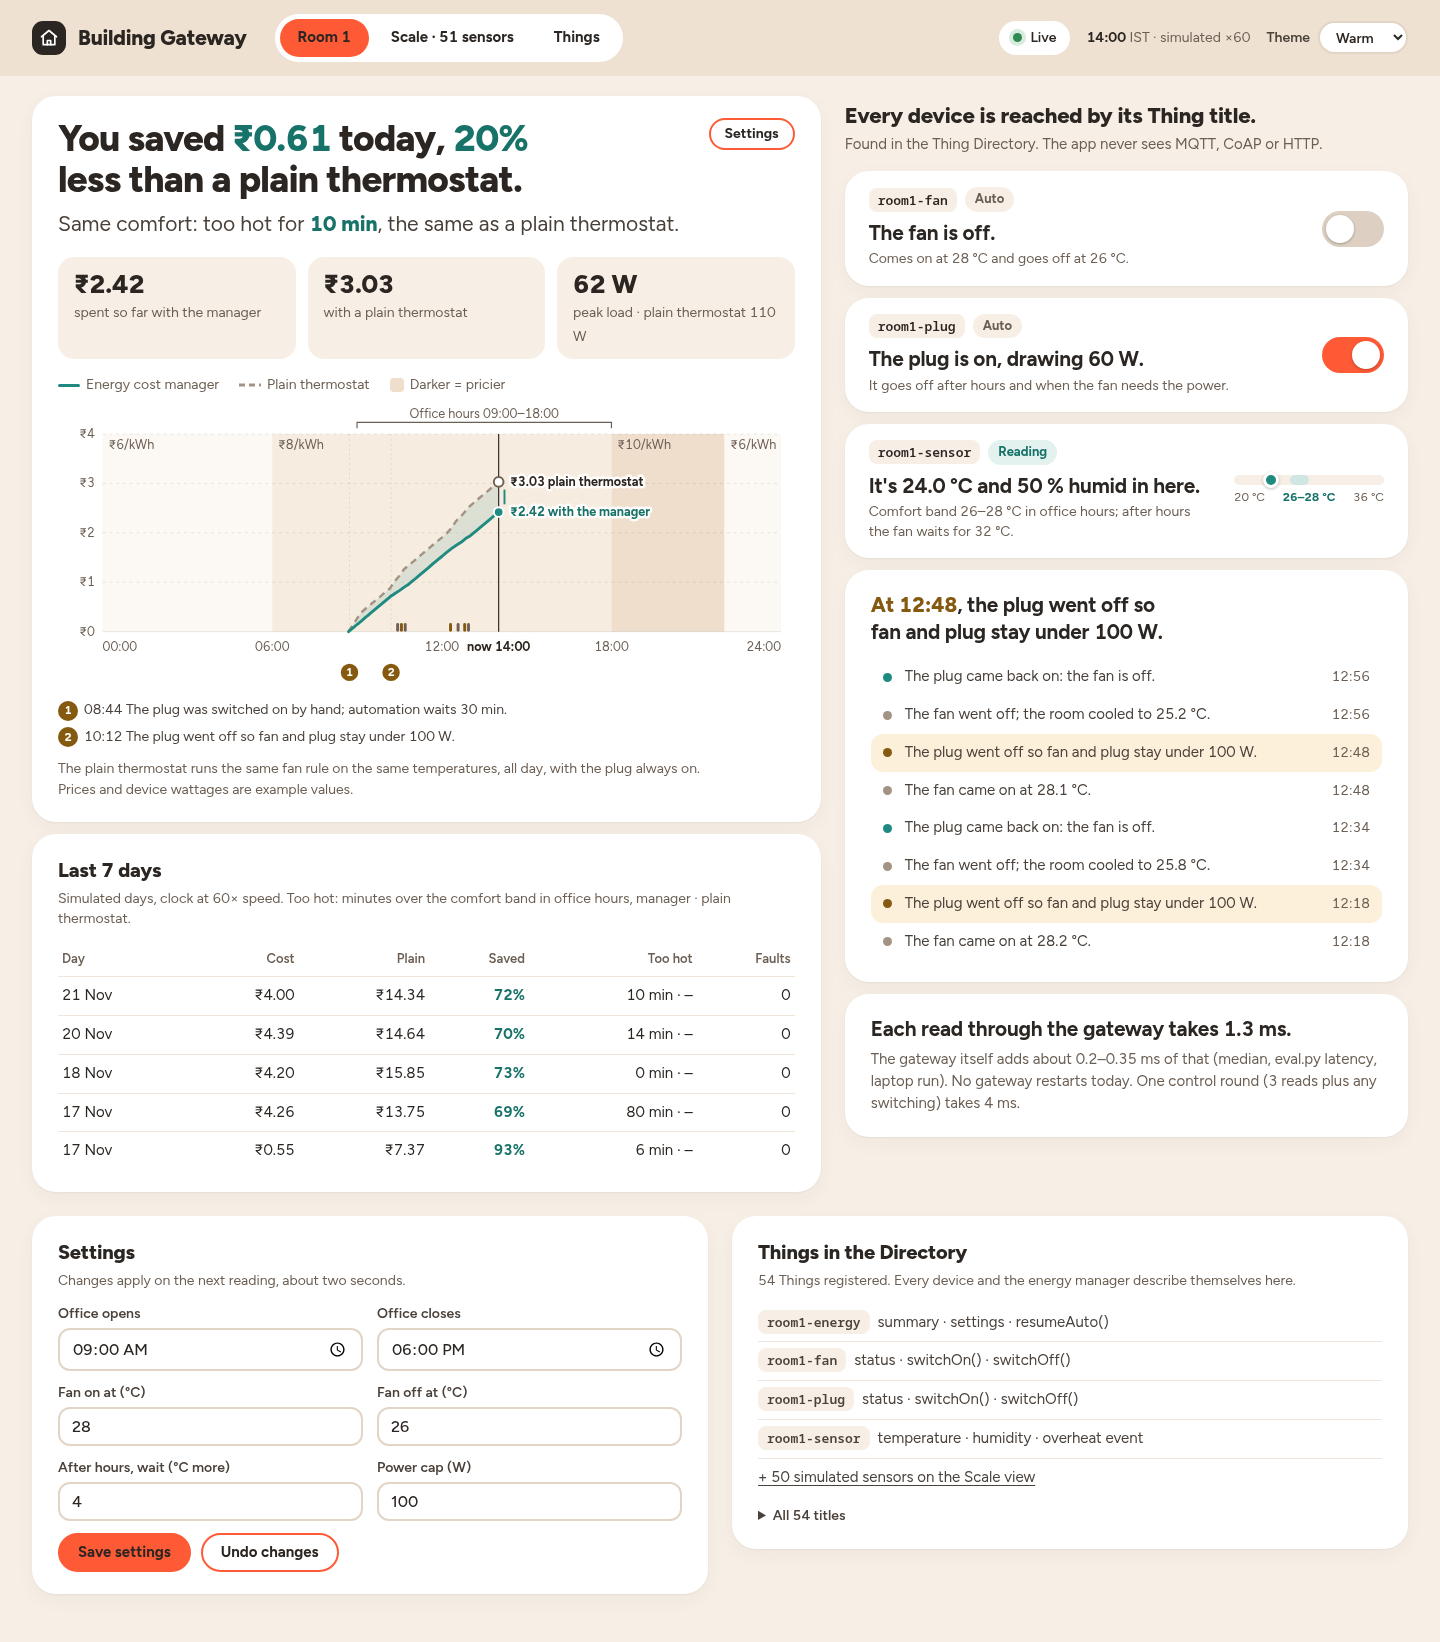 Building Gateway
Room 1
Scale · 51 sensors
Things
Live
14:00 IST · simulated ×60
Theme
Warm
You saved ₹0.61 today, 20%
less than a plain thermostat.
Settings
Same comfort: too hot for 10 min, the same as a plain thermostat.
₹2.42
spent so far with the manager
₹3.03
with a plain thermostat
62 W
peak load · plain thermostat 110
W
Energy cost manager
Plain thermostat
Darker = pricier
Office hours 09:00–18:00
₹4
₹3
₹2
₹1
₹0
₹6/kWh
₹8/kWh
₹10/kWh
₹6/kWh
₹3.03 plain thermostat
₹2.42 with the manager
00:00
06:00
12:00
now 14:00
18:00
24:00
1
2
1 08:44 The plug was switched on by hand; automation waits 30 min.
2 10:12 The plug went off so fan and plug stay under 100 W.
The plain thermostat runs the same fan rule on the same temperatures, all day, with the plug always on.
Prices and device wattages are example values.
Last 7 days
Simulated days, clock at 60× speed. Too hot: minutes over the comfort band in office hours, manager · plain
thermostat.
Day Cost Plain Saved Too hot Faults
21 Nov ₹4.00 ₹14.34 72% 10 min · – 0
20 Nov ₹4.39 ₹14.64 70% 14 min · – 0
18 Nov ₹4.20 ₹15.85 73% 0 min · – 0
17 Nov ₹4.26 ₹13.75 69% 80 min · – 0
17 Nov ₹0.55 ₹7.37 93% 6 min · – 0
Every device is reached by its Thing title.
Found in the Thing Directory. The app never sees MQTT, CoAP or HTTP.
room1-fan Auto
The fan is off.
Comes on at 28 °C and goes off at 26 °C.
room1-plug Auto
The plug is on, drawing 60 W.
It goes off after hours and when the fan needs the power.
room1-sensor Reading
It's 24.0 °C and 50 % humid in here.
Comfort band 26–28 °C in office hours; after hours
the fan waits for 32 °C.
20 °C 26–28 °C 36 °C
At 12:48, the plug went off so
fan and plug stay under 100 W.
The plug came back on: the fan is off. 12:56
The fan went off; the room cooled to 25.2 °C. 12:56
The plug went off so fan and plug stay under 100 W. 12:48
The fan came on at 28.1 °C. 12:48
The plug came back on: the fan is off. 12:34
The fan went off; the room cooled to 25.8 °C. 12:34
The plug went off so fan and plug stay under 100 W. 12:18
The fan came on at 28.2 °C. 12:18
Each read through the gateway takes 1.3 ms.
The gateway itself adds about 0.2–0.35 ms of that (median, eval.py latency,
laptop run). No gateway restarts today. One control round (3 reads plus any
switching) takes 4 ms.
Settings
Changes apply on the next reading, about two seconds.
Office opens
09:00 AM
Office closes
06:00 PM
Fan on at (°C)
28
Fan off at (°C)
26
After hours, wait (°C more)
4
Power cap (W)
100
Save settings
Undo changes
Things in the Directory
54 Things registered. Every device and the energy manager describe themselves here.
room1-energy summary · settings · resumeAuto()
room1-fan status · switchOn() · switchOff()
room1-plug status · switchOn() · switchOff()
room1-sensor temperature · humidity · overheat event
+ 50 simulated sensors on the Scale view
All 54 titles